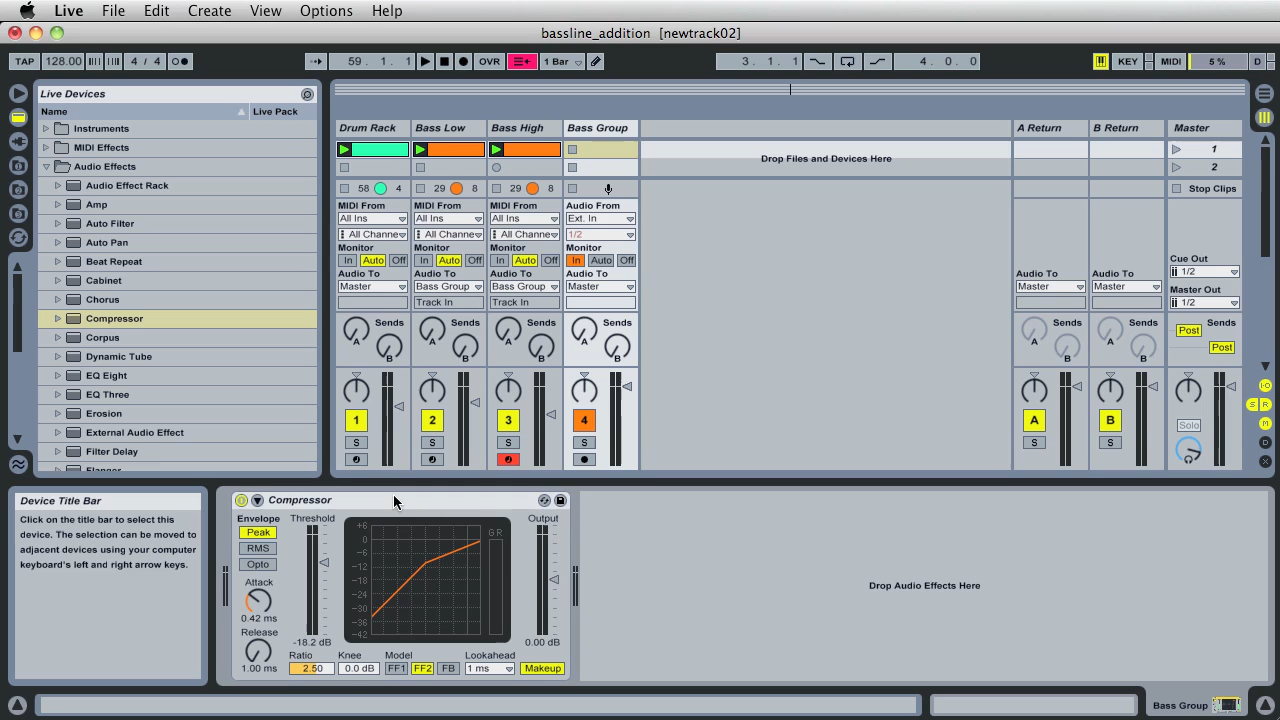 Live File Edit Create View Options Help
bassline_addition [newtrack02]
TAP 128.00 4 / 4 59 . 1 . 1 OVR 1 Bar 3 . 1 . 1 4 . 0 . 0 KEY MIDI 5 % D
Live Devices
Name Live Pack
Instruments
MIDI Effects
Audio Effects
Audio Effect Rack
Amp
Auto Filter
Auto Pan
Beat Repeat
Cabinet
Chorus
Compressor
Corpus
Dynamic Tube
EQ Eight
EQ Three
Erosion
External Audio Effect
Filter Delay
Flanger
Drum Rack Bass Low Bass High Bass Group A Return B Return Master
Drop Files and Devices Here
1
2
58 4 29 8 29 8 Stop Clips
MIDI From MIDI From MIDI From Audio From
All Ins All Ins All Ins Ext. In
All Channe All Channe All Channe 1/2
Monitor Monitor Monitor Monitor
In Auto Off In Auto Off In Auto Off In Auto Off
Cue Out
1/2
Audio To Audio To Audio To Audio To Audio To Audio To
Master Bass Group Bass Group Master Master Master
Master Out
Track In Track In 1/2
Sends Sends Sends Sends Sends Sends Sends
A B A B A B A B A B A B Post Post
1 2 3 4 A B
S S S S S S Solo
I·O
S R
M
D
X
Device Title Bar
Click on the title bar to select this
device. The selection can be moved to
adjacent devices using your computer
keyboard's left and right arrow keys.
Compressor
Envelope Threshold Output
Peak
RMS
Opto
Attack
0.42 ms
Release
1.00 ms
-18.2 dB
Ratio
2.50
+6
0
-6
-12
-18
-24
-30
-36
-42
GR
Knee
0.0 dB
Model
FF1 FF2 FB
Lookahead
1 ms
0.00 dB
Makeup
Drop Audio Effects Here
Bass Group